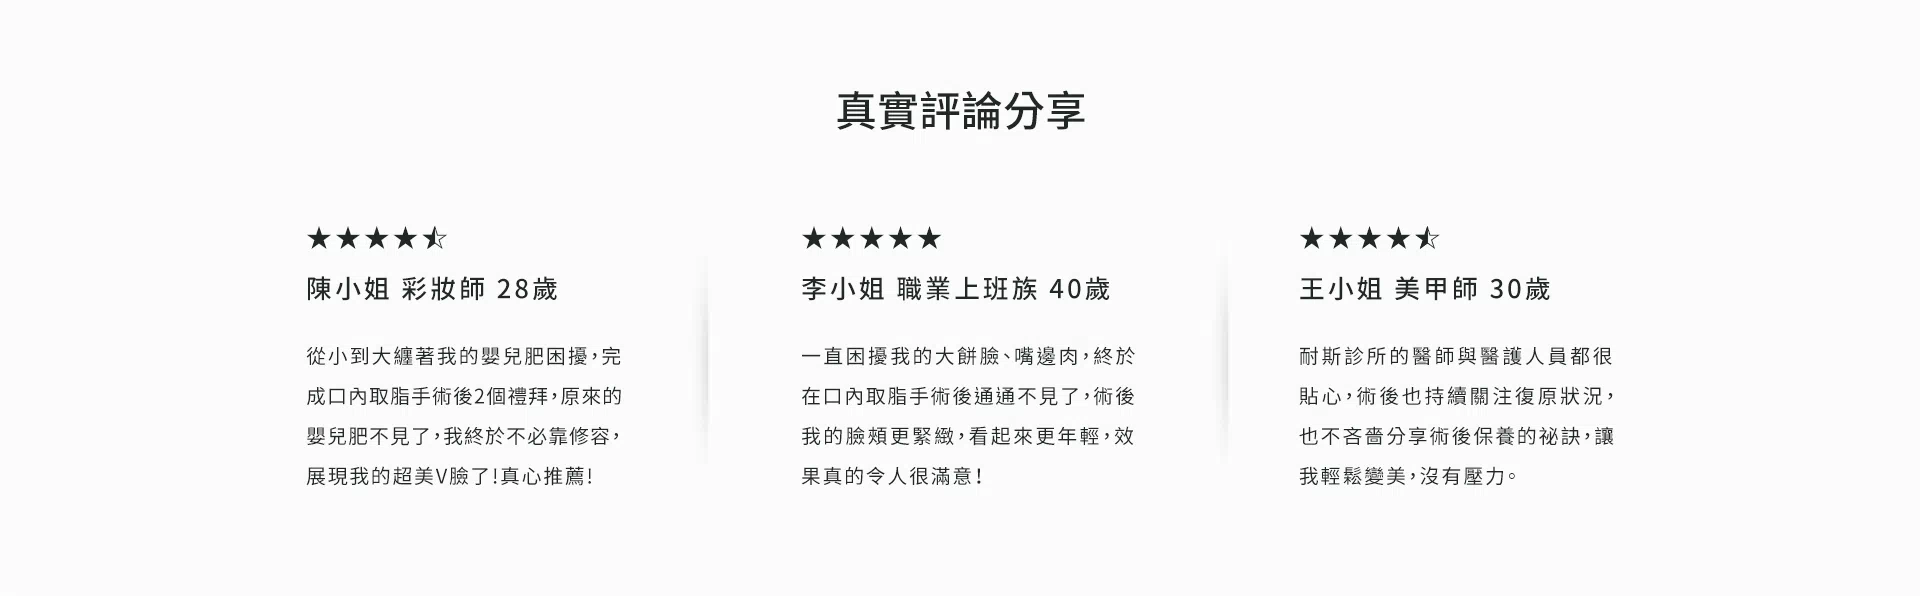 真實評論分享
★★★★⯪
陳小姐 彩妝師 28歲
從小到大纏著我的嬰兒肥困擾,完
成口內取脂手術後2個禮拜,原來的
嬰兒肥不見了,我終於不必靠修容,
展現我的超美V臉了!真心推薦!
★★★★★
李小姐 職業上班族 40歲
一直困擾我的大餅臉、嘴邊肉,終於
在口內取脂手術後通通不見了,術後
我的臉頰更緊緻,看起來更年輕,效
果真的令人很滿意!
★★★★⯪
王小姐 美甲師 30歲
耐斯診所的醫師與醫護人員都很
貼心,術後也持續關注復原狀況,
也不吝嗇分享術後保養的祕訣,讓
我輕鬆變美,沒有壓力。